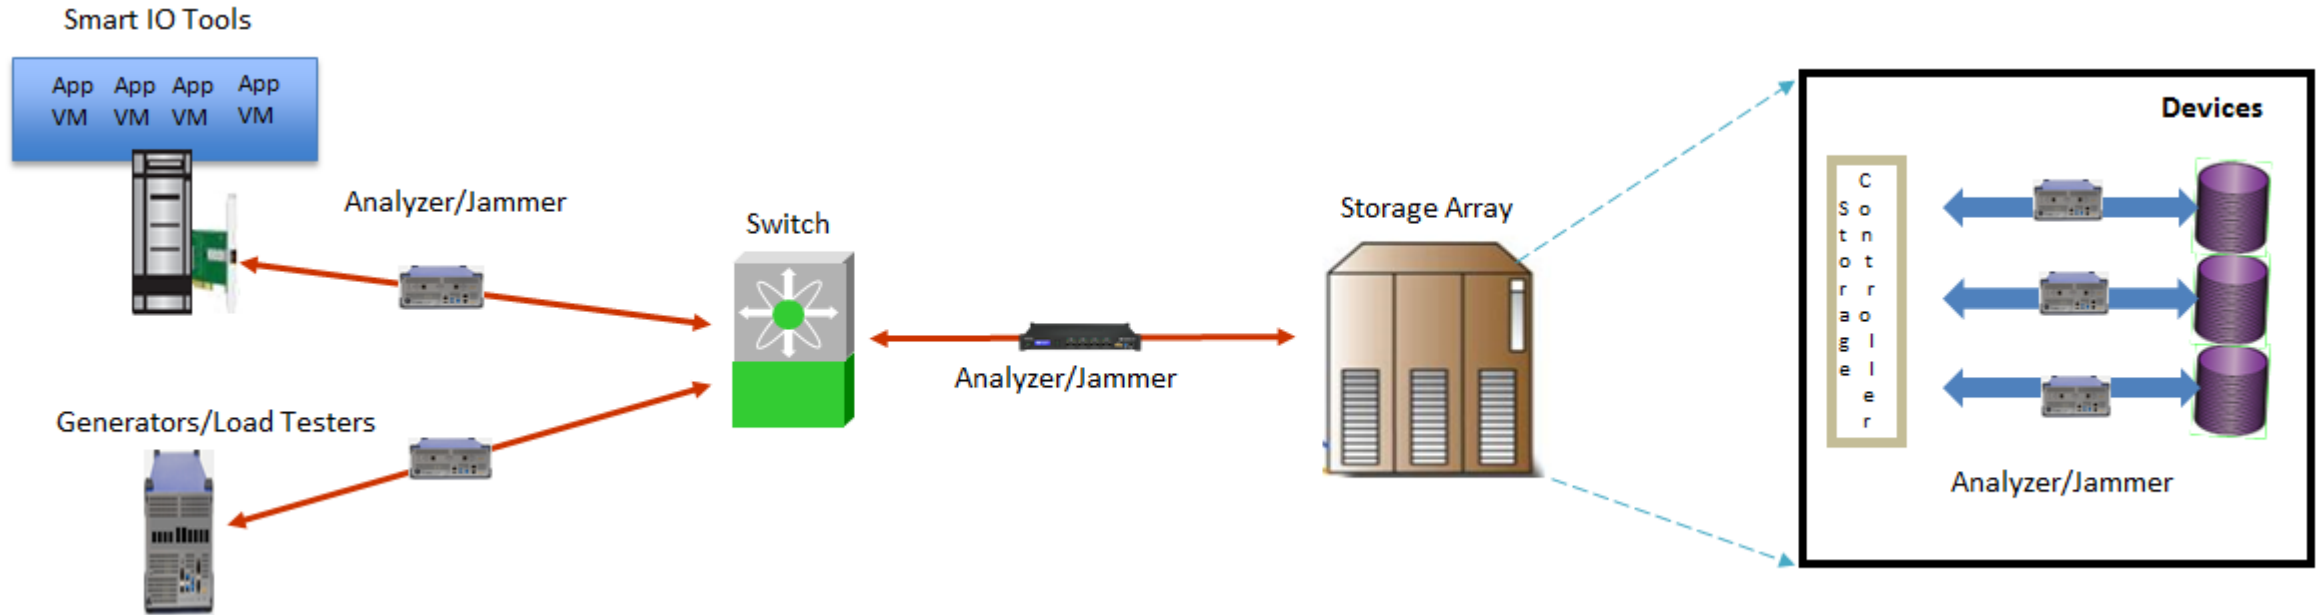 Smart IO Tools
App App App App
VM VM VM VM
Analyzer/Jammer
Switch
Storage Array
Devices
Storage
Controller
Analyzer/Jammer
Generators/Load Testers
Analyzer/Jammer